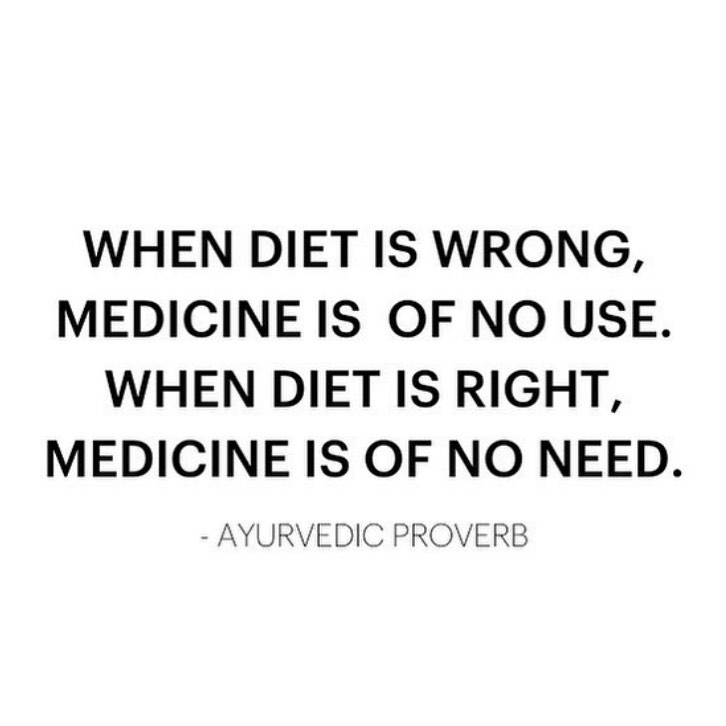 WHEN DIET IS WRONG,
MEDICINE IS  OF NO USE.
WHEN DIET IS RIGHT,
MEDICINE IS OF NO NEED.
- AYURVEDIC PROVERB